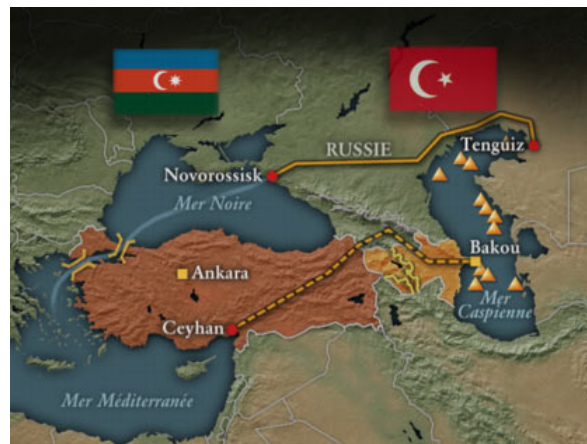 RUSSIE
Tenguiz
Novorossisk
Mer Noire
Bakou
Ankara
Mer
Caspienne
Ceyhan
Mer Méditerranée